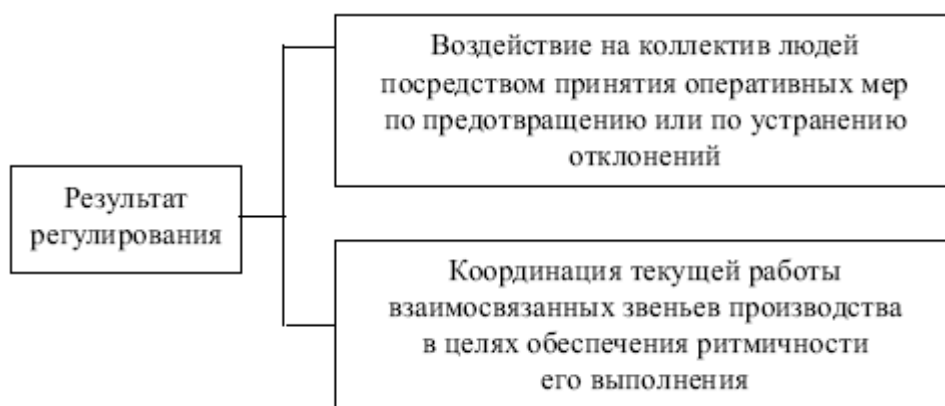 Воздействие на коллектив людей
посредством принятия оперативных мер
по предотвращению или по устранению
отклонений
Результат
регулирования
Координация текущей работы
взаимосвязанных звеньев производства
в целях обеспечения ритмичности
его выполнения